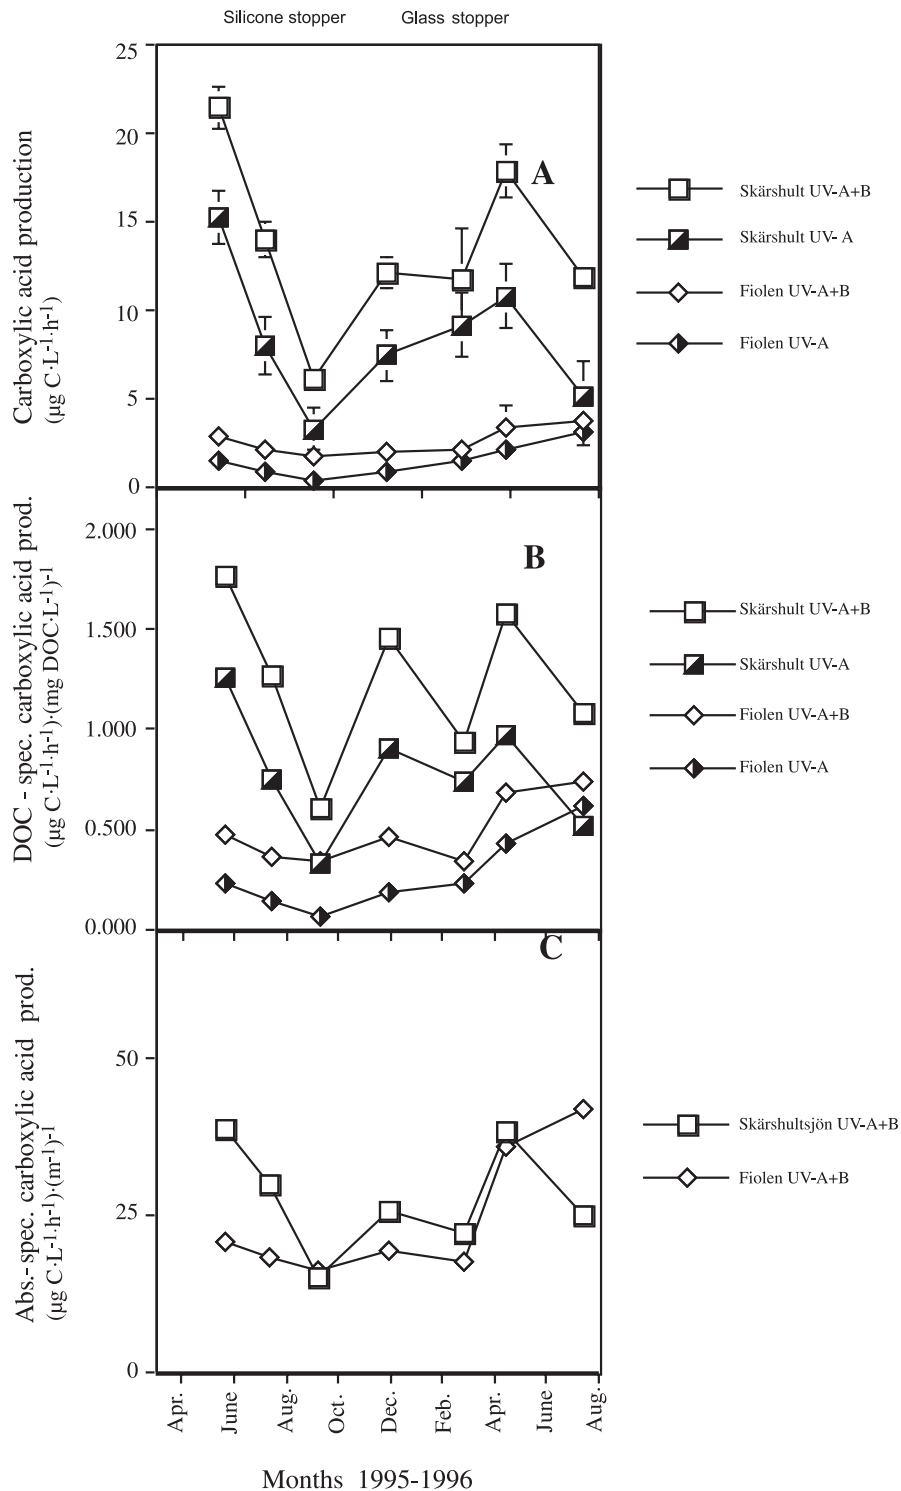 Silicone stopper Glass stopper
Carboxylic acid production
(µg C·L-1·h-1)
25
20
15
10
5
0
A
Skärshult UV-A+B
Skärshult UV- A
Fiolen UV-A+B
Fiolen UV-A
DOC - spec. carboxylic acid prod.
(µg C·L-1·h-1)·(mg DOC·L-1)-1
2.000
1.500
1.000
0.500
0.000
B
Skärshult UV-A+B
Skärshult UV-A
Fiolen UV-A+B
Fiolen UV-A
Abs.- spec. carboxylic acid prod.
(µg C·L-1·h-1)·(m-1)-1
50
25
0
C
Skärshultsjön UV-A+B
Fiolen UV-A+B
Apr. June Aug. Oct. Dec. Feb. Apr. June Aug.
Months 1995-1996